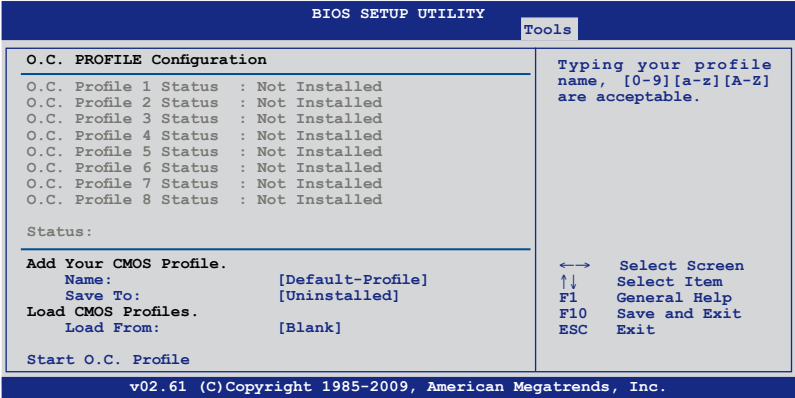 BIOS SETUP UTILITY
Tools
O.C. PROFILE Configuration
O.C. Profile 1 Status : Not Installed
O.C. Profile 2 Status : Not Installed
O.C. Profile 3 Status : Not Installed
O.C. Profile 4 Status : Not Installed
O.C. Profile 5 Status : Not Installed
O.C. Profile 6 Status : Not Installed
O.C. Profile 7 Status : Not Installed
O.C. Profile 8 Status : Not Installed
Status:
Add Your CMOS Profile.
Name: [Default-Profile]
Save To: [Uninstalled]
Load CMOS Profiles.
Load From: [Blank]
Start O.C. Profile
Typing your profile
name, [0-9][a-z][A-Z]
are acceptable.
←→ Select Screen
↑↓ Select Item
F1 General Help
F10 Save and Exit
ESC Exit
v02.61 (C)Copyright 1985-2009, American Megatrends, Inc.